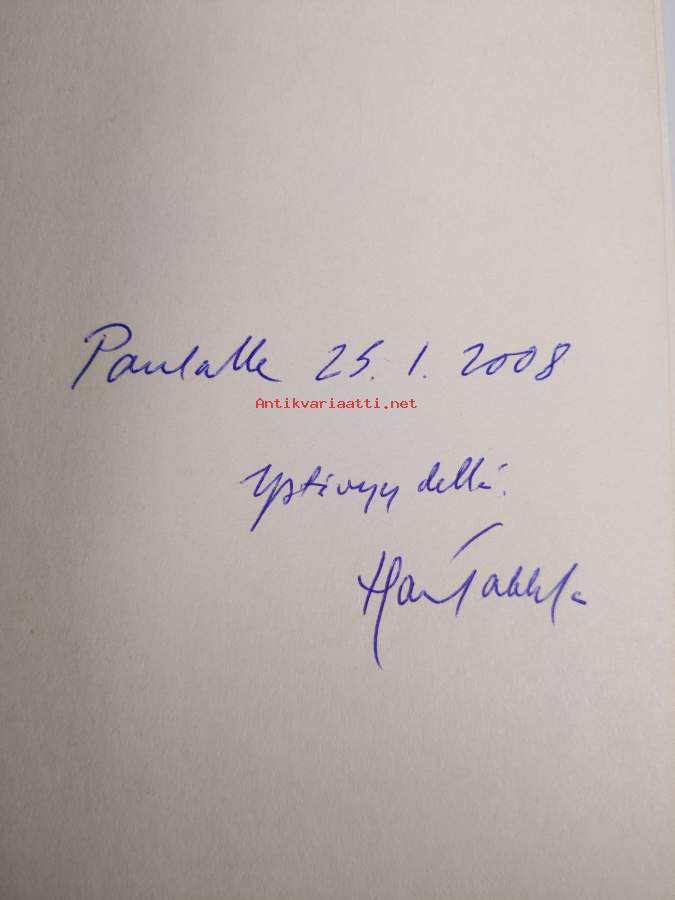 Paulalle 25.1.2008
Antikvariaatti.net
Ystävyydellä.